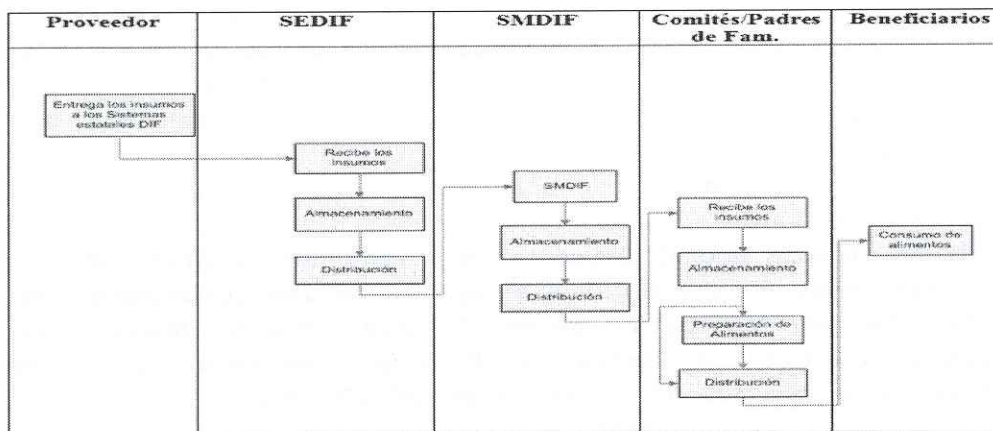 Proveedor
SEDIF
SMDIF
Comités/Padres
de Fam.
Beneficiarios
Entrega los insumos
a los Sistemas
estatales DIF
Recibe los
insumos
Almacenamiento
Distribución
SMDIF
Almacenamiento
Distribución
Recibe los
insumos
Almacenamiento
Preparación de
Alimentos
Distribución
Consumo de
alimentos